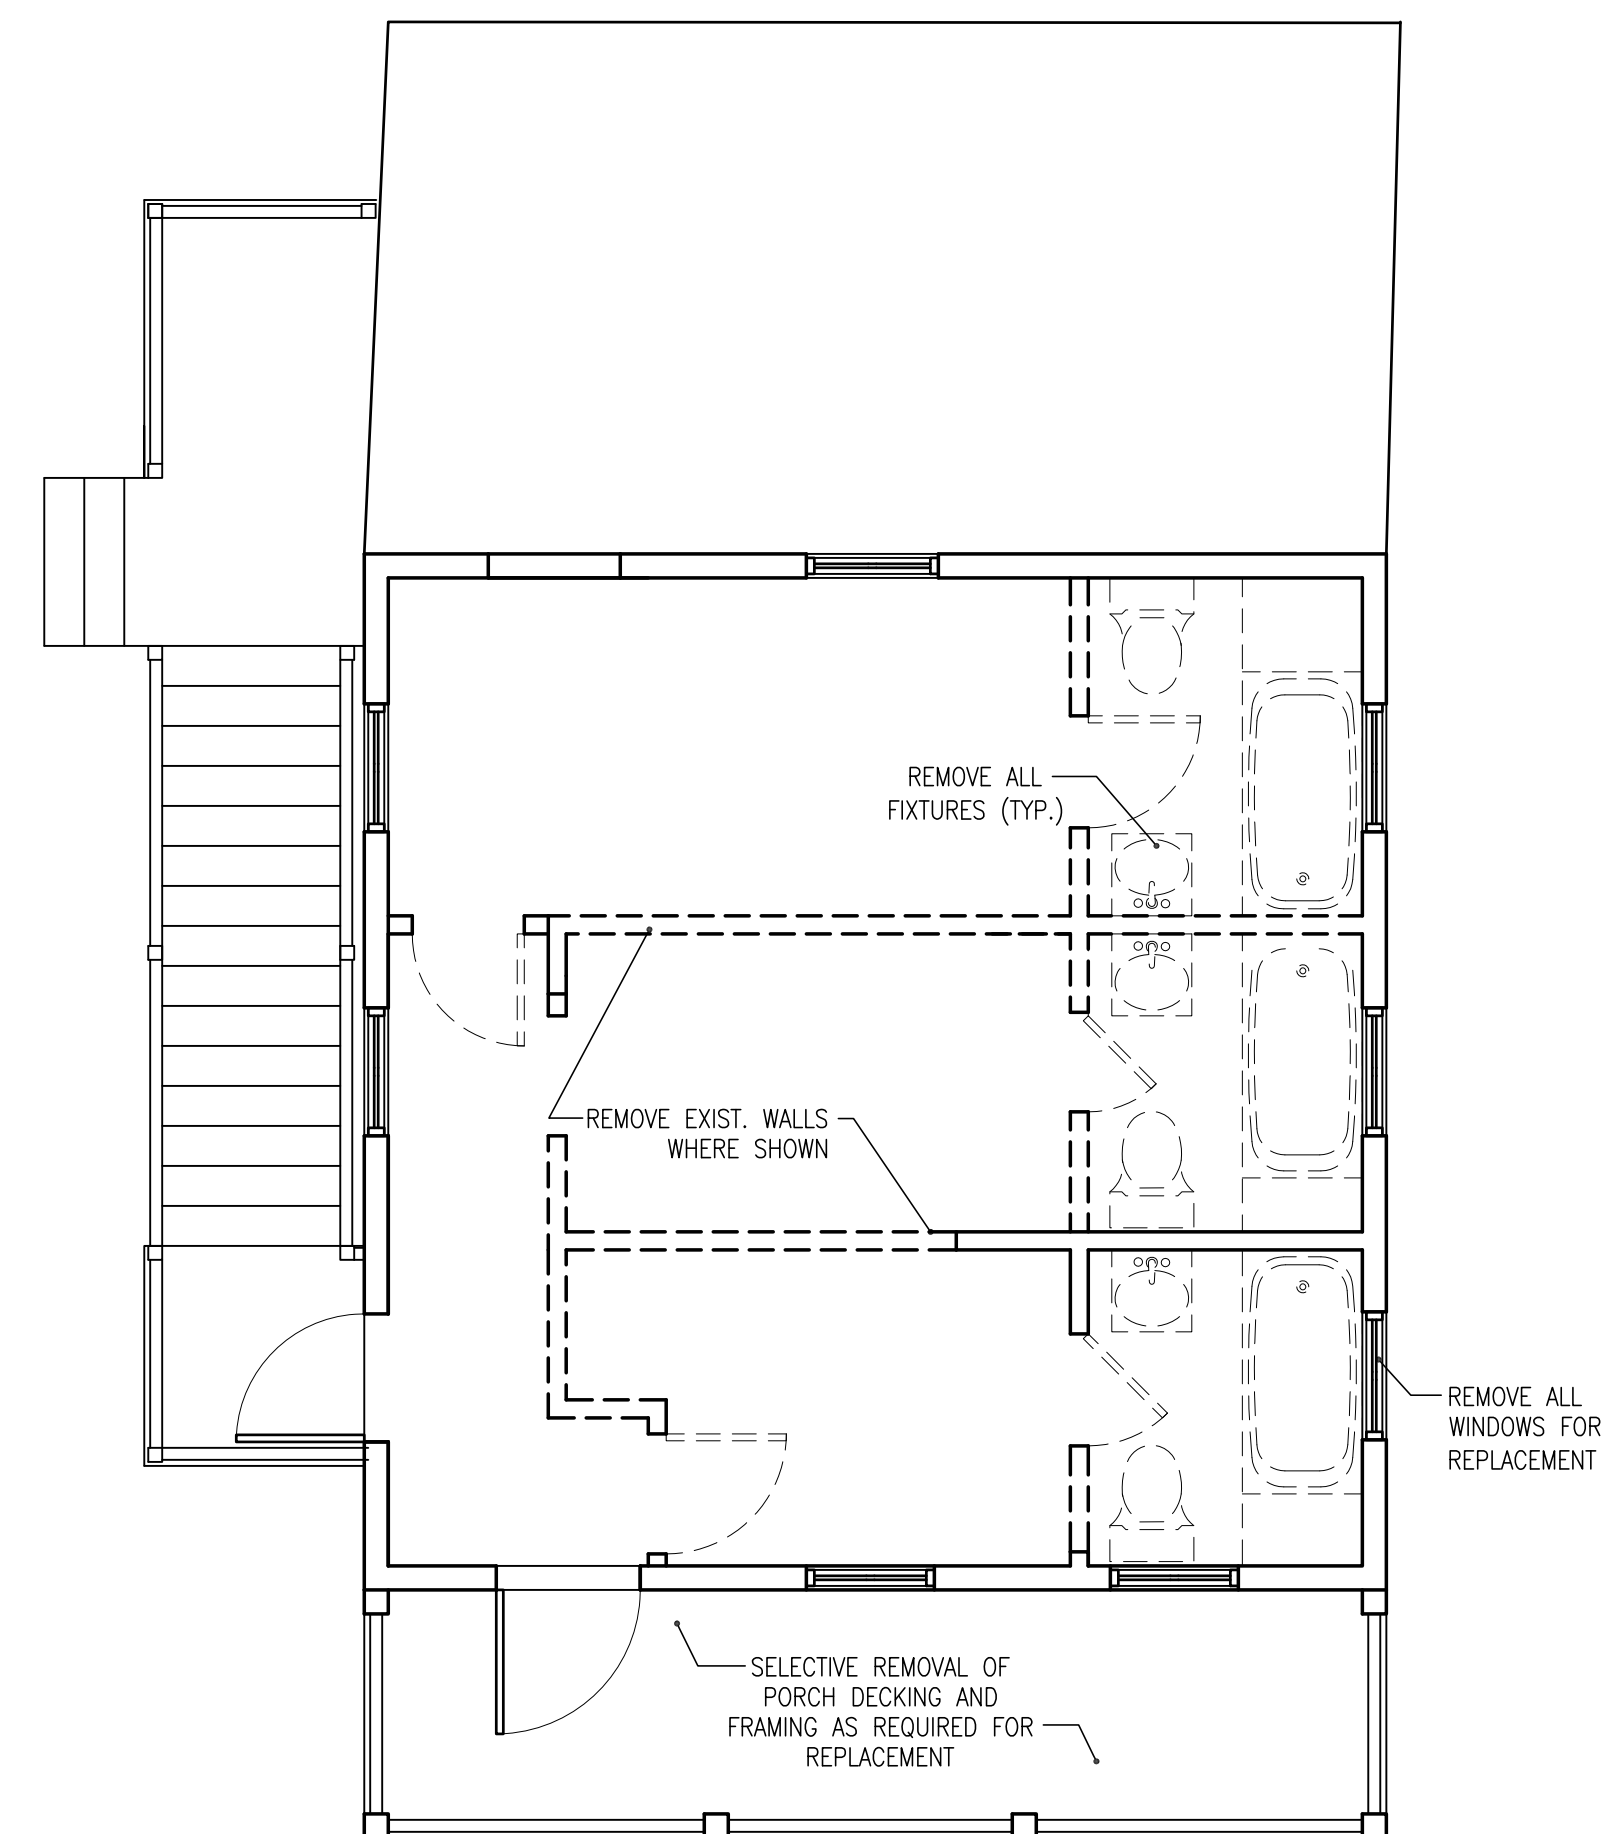 REMOVE ALL
FIXTURES (TYP.)
REMOVE EXIST. WALLS
WHERE SHOWN
REMOVE ALL
WINDOWS FOR
REPLACEMENT
SELECTIVE REMOVAL OF
PORCH DECKING AND
FRAMING AS REQUIRED FOR
REPLACEMENT